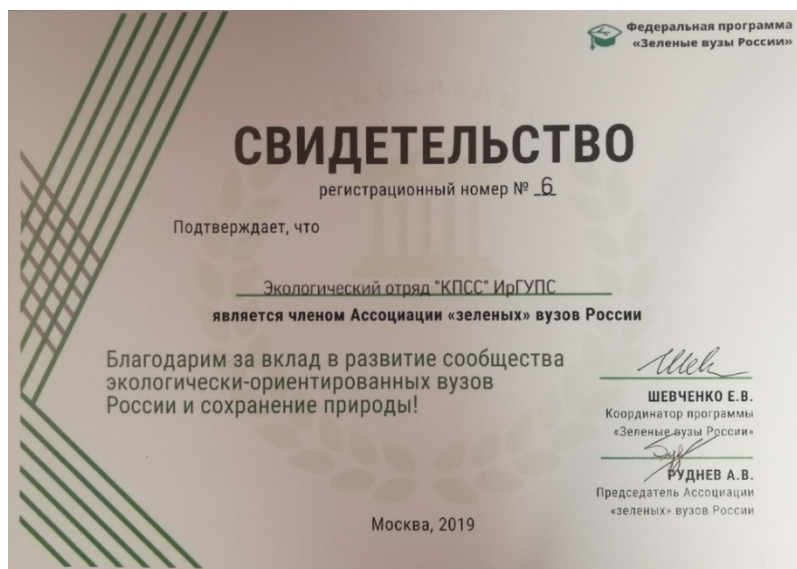 Федеральная программа
«Зеленые вузы России»
АССОЦИАЦИЯ
СВИДЕТЕЛЬСТВО
регистрационный номер № 6
Подтверждает, что
Экологический отряд "КПСС" ИрГУПС
является членом Ассоциации «зеленых» вузов России
Благодарим за вклад в развитие сообщества
экологически-ориентированных вузов
России и сохранение природы!
ШЕВЧЕНКО Е.В.
Координатор программы
«Зеленые вузы России»
РУДНЕВ А.В.
Председатель Ассоциации
«зеленых» вузов России
Москва, 2019